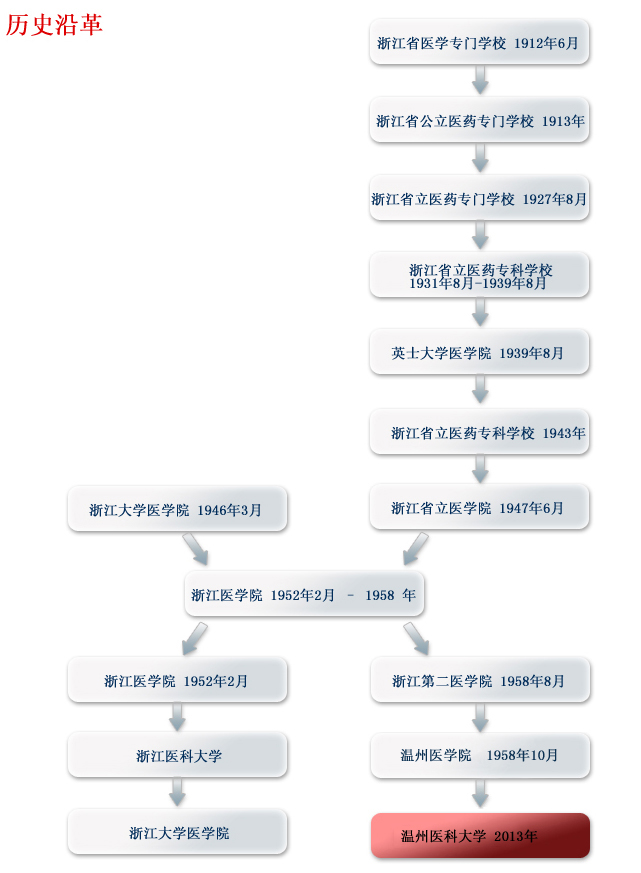 历史沿革
浙江省医学专门学校 1912年6月
浙江省公立医药专门学校 1913年
浙江省立医药专门学校 1927年8月
浙江省立医药专科学校
1931年8月-1939年8月
英士大学医学院 1939年8月
浙江省立医药专科学校 1943年
浙江大学医学院 1946年3月
浙江省立医学院 1947年6月
浙江医学院 1952年2月 - 1958 年
浙江医学院 1952年2月
浙江第二医学院 1958年8月
浙江医科大学
温州医学院 1958年10月
浙江大学医学院
温州医科大学 2013年